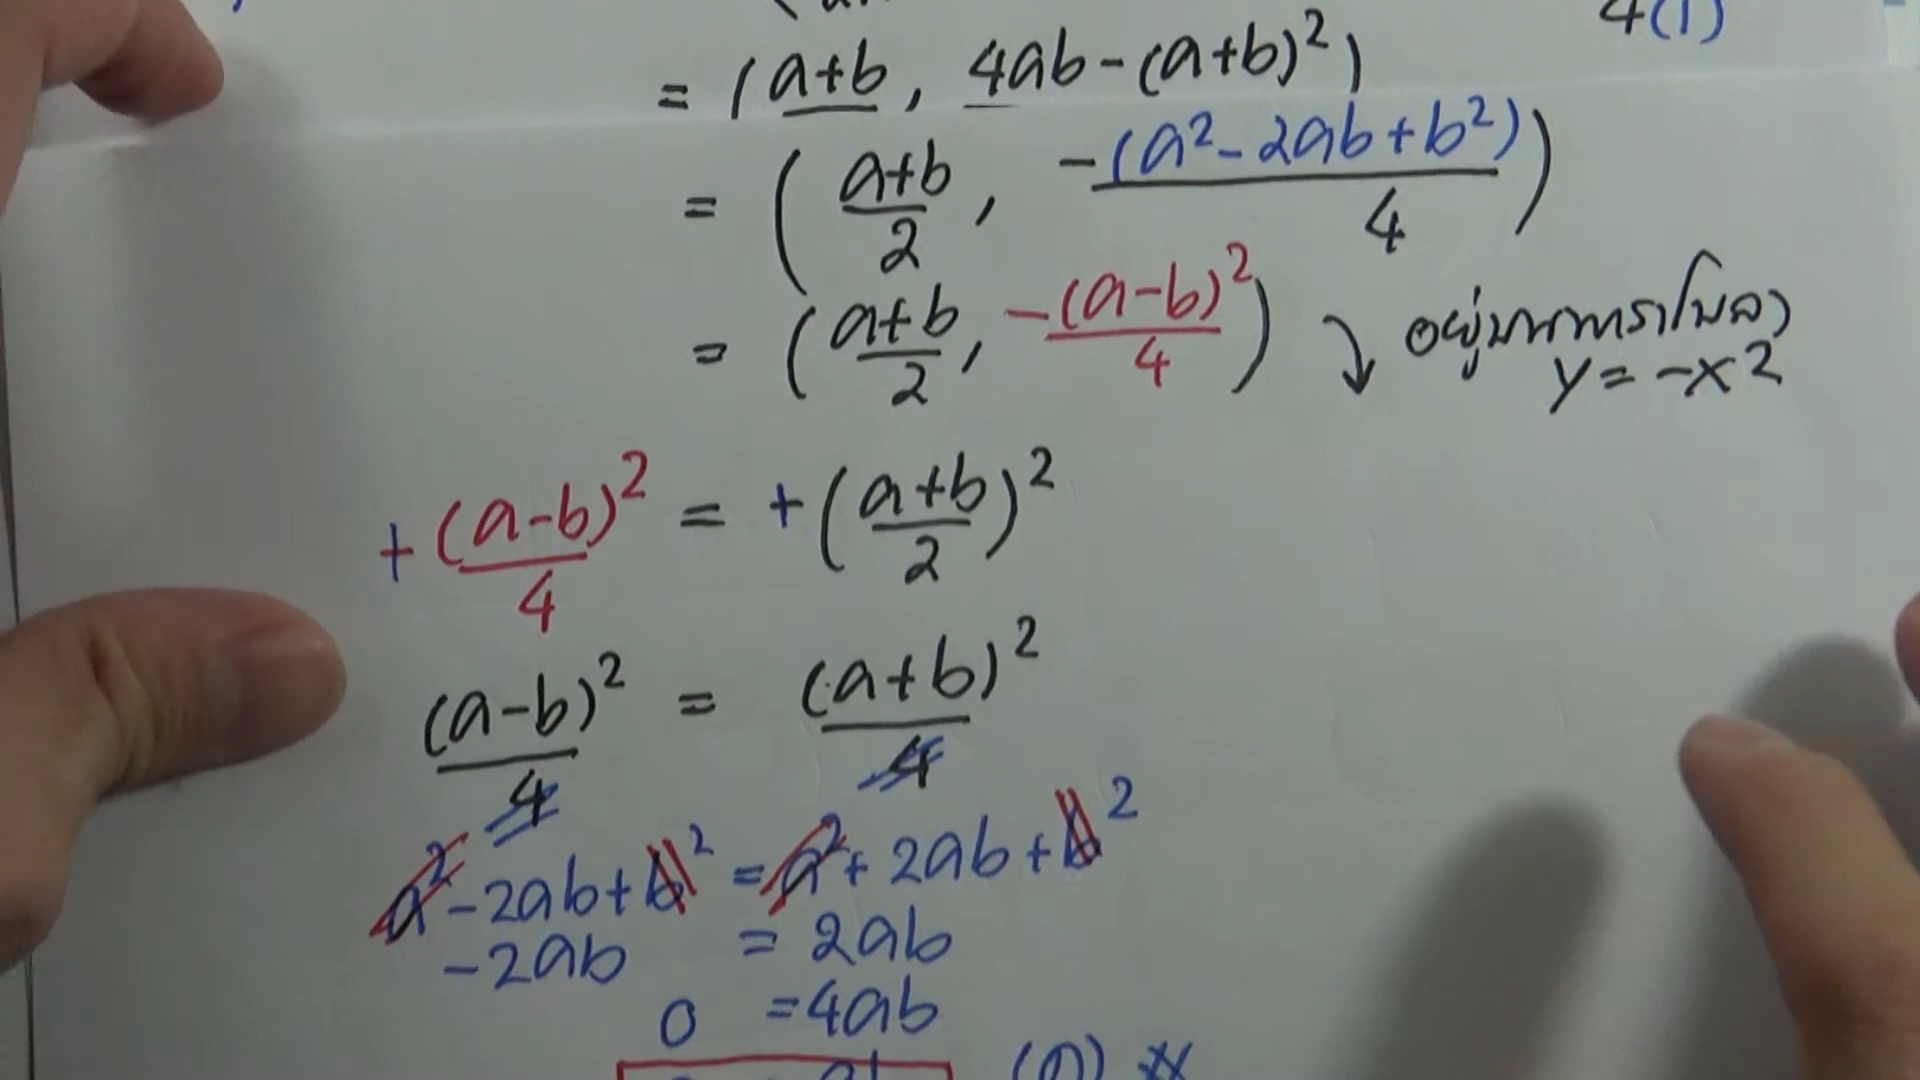 4(1)
= (a+b, 4ab-(a+b)²)
= (a+b/2, -(a²-2ab+b²)/4)
= (a+b/2, -(a-b)²/4) อยู่บนพาราโบลา
y = -x2
+(a-b)²/4 = +(a+b/2)²
(a-b)²/4 = (a+b)²/4
a²-2ab+b² = a²+2ab+b²
-2ab = 2ab
0 = 4ab